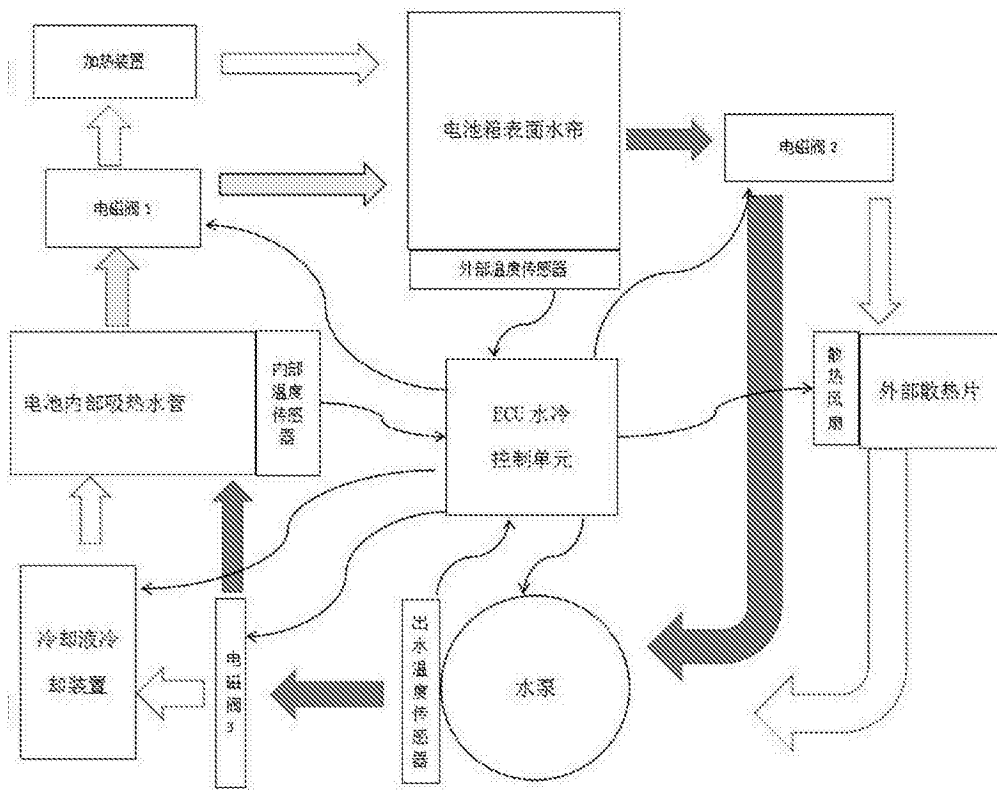 加热装置
电池箱表面水帘
电磁阀2
电磁阀1
外部温度传感器
电池内部吸热水管
内部
温度
传感
器
ECU水冷
控制单元
散热风扇
外部散热片
冷却液冷
却装置
电磁阀3
出水温度传感器
水泵